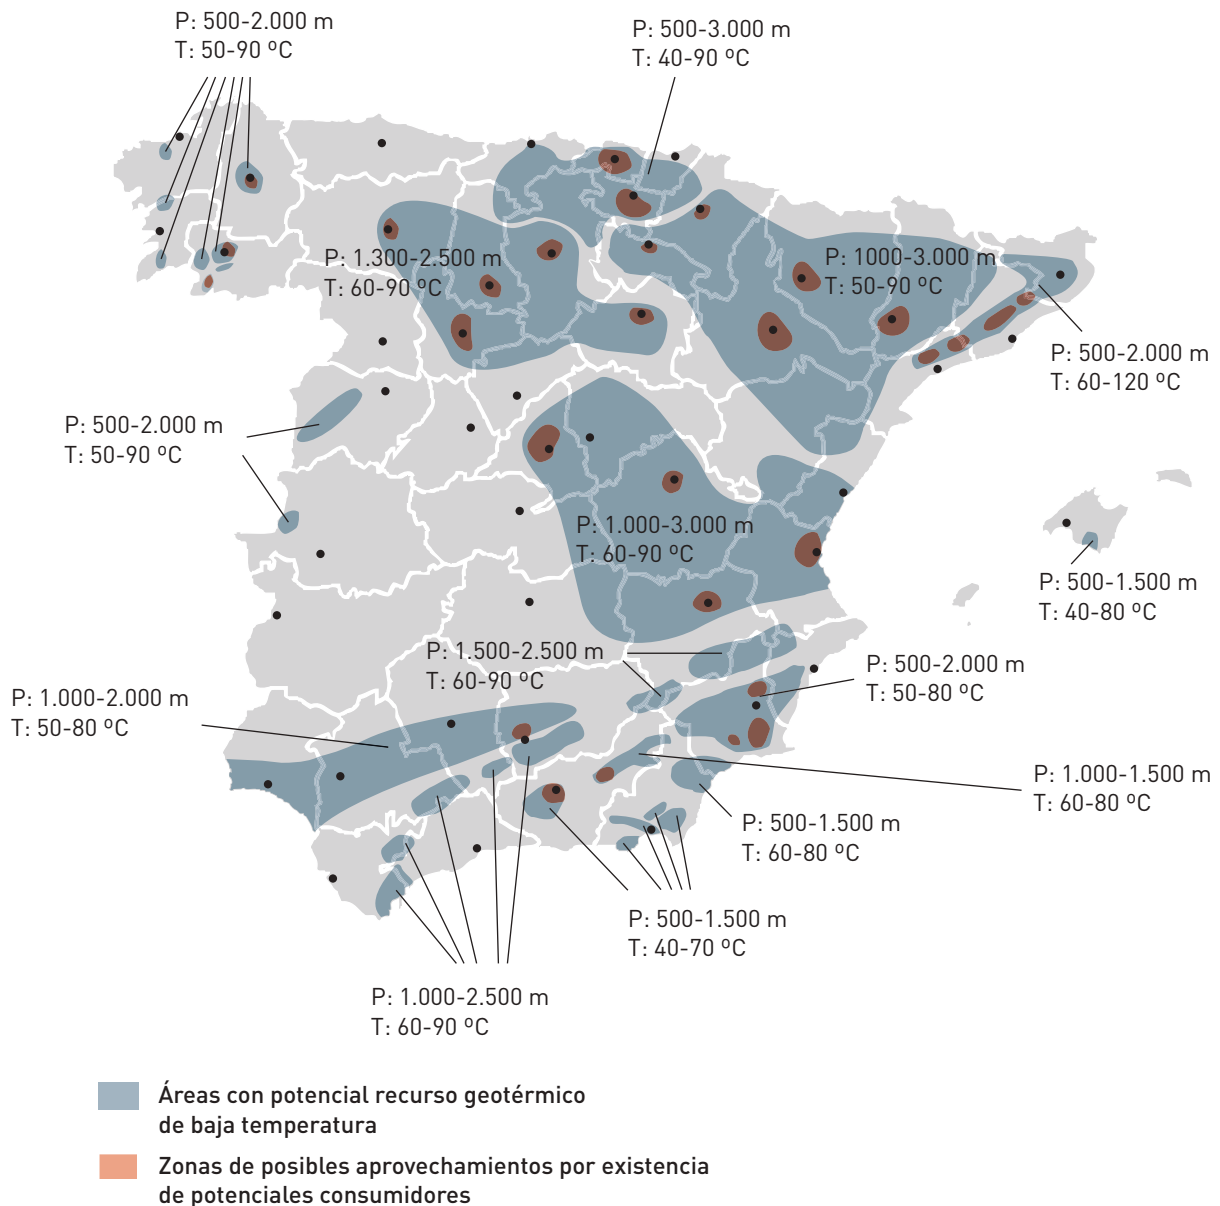 P: 500-2.000 m
T: 50-90 ºC
P: 500-3.000 m
T: 40-90 ºC
P: 1.300-2.500 m
T: 60-90 ºC
P: 1000-3.000 m
T: 50-90 ºC
P: 500-2.000 m
T: 60-120 ºC
P: 500-2.000 m
T: 50-90 ºC
P: 1.000-3.000 m
T: 60-90 ºC
P: 500-1.500 m
T: 40-80 ºC
P: 1.500-2.500 m
T: 60-90 ºC
P: 500-2.000 m
T: 50-80 ºC
P: 1.000-2.000 m
T: 50-80 ºC
P: 1.000-1.500 m
T: 60-80 ºC
P: 500-1.500 m
T: 60-80 ºC
P: 500-1.500 m
T: 40-70 ºC
P: 1.000-2.500 m
T: 60-90 ºC
Áreas con potencial recurso geotérmico
de baja temperatura
Zonas de posibles aprovechamientos por existencia
de potenciales consumidores